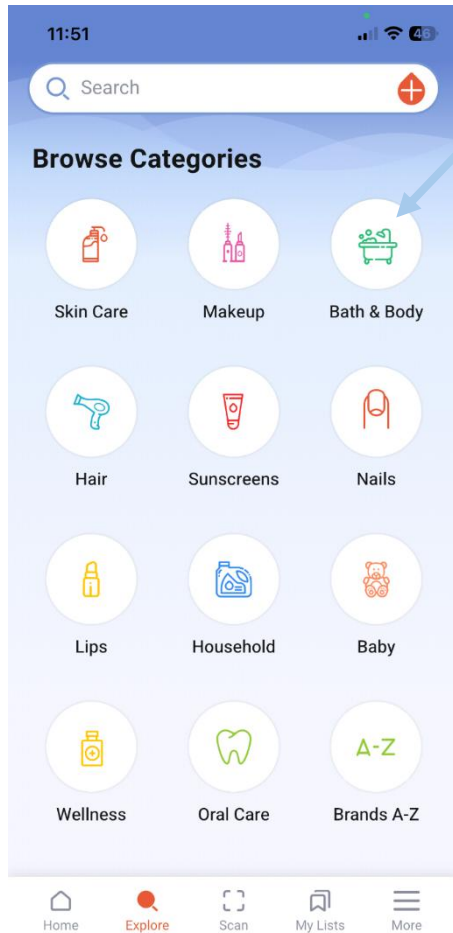 11:51
46
Search
Browse Categories
Skin Care
Makeup
Bath & Body
Hair
Sunscreens
Nails
Lips
Household
Baby
A-Z
Wellness
Oral Care
Brands A-Z
Home
Explore
Scan
My Lists
More